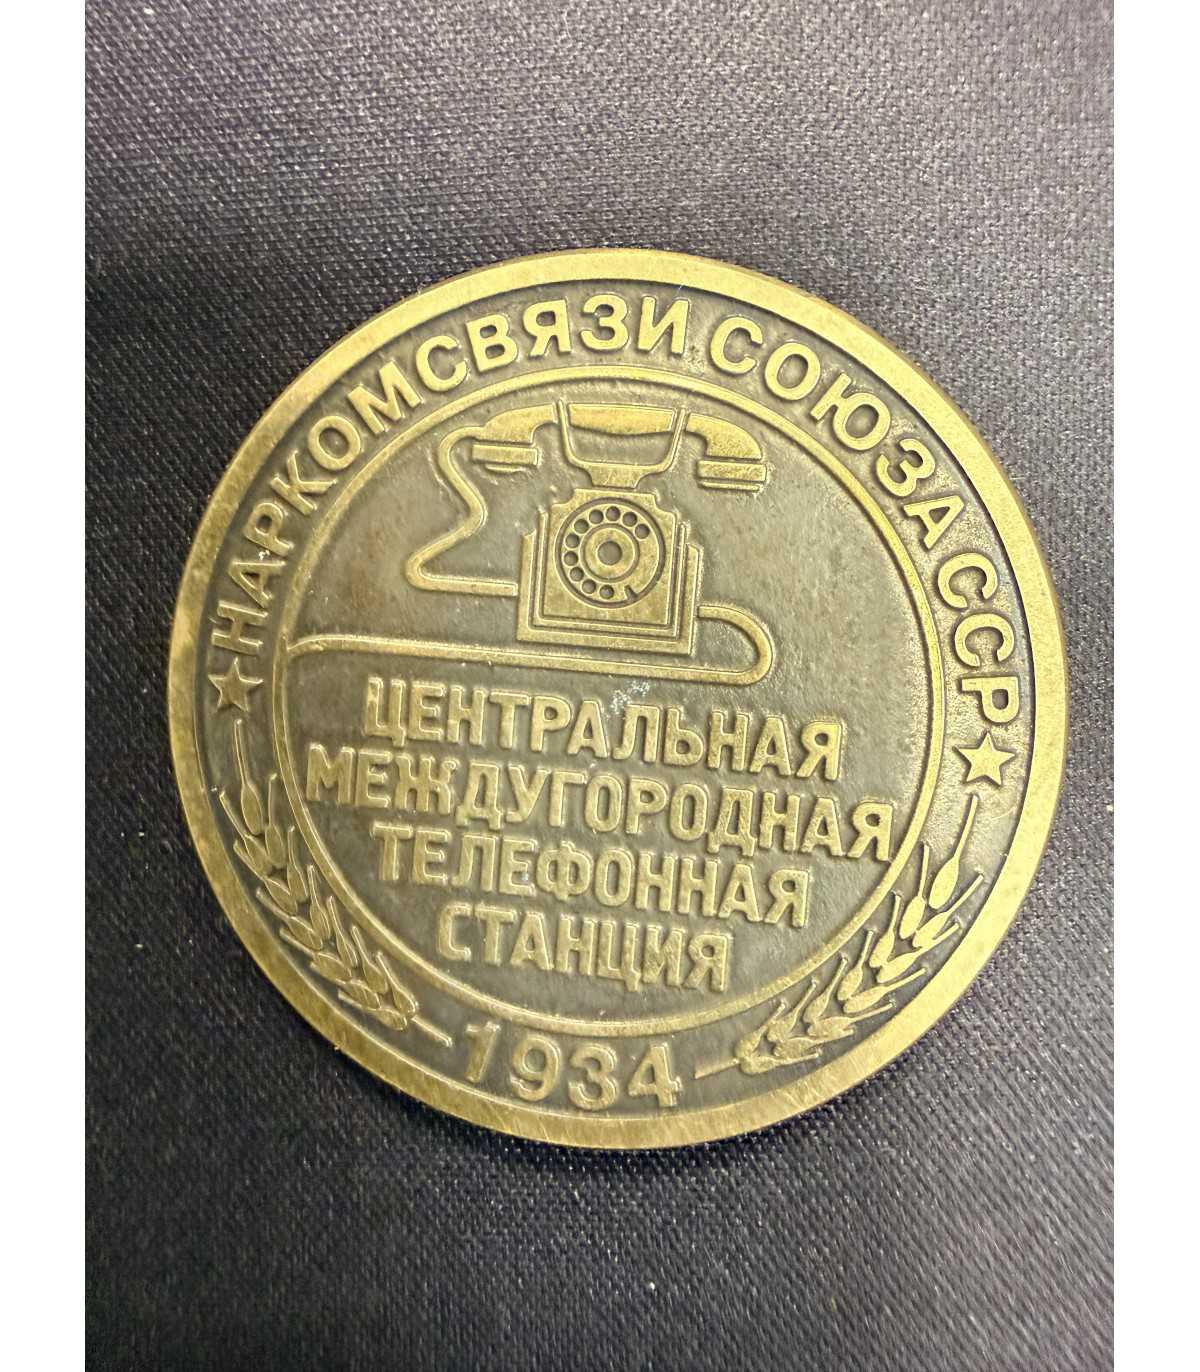 НАРКОМСВЯЗИ СОЮЗА ССР
ЦЕНТРАЛЬНАЯ
МЕЖДУГОРОДНАЯ
ТЕЛЕФОННАЯ
СТАНЦИЯ
1934